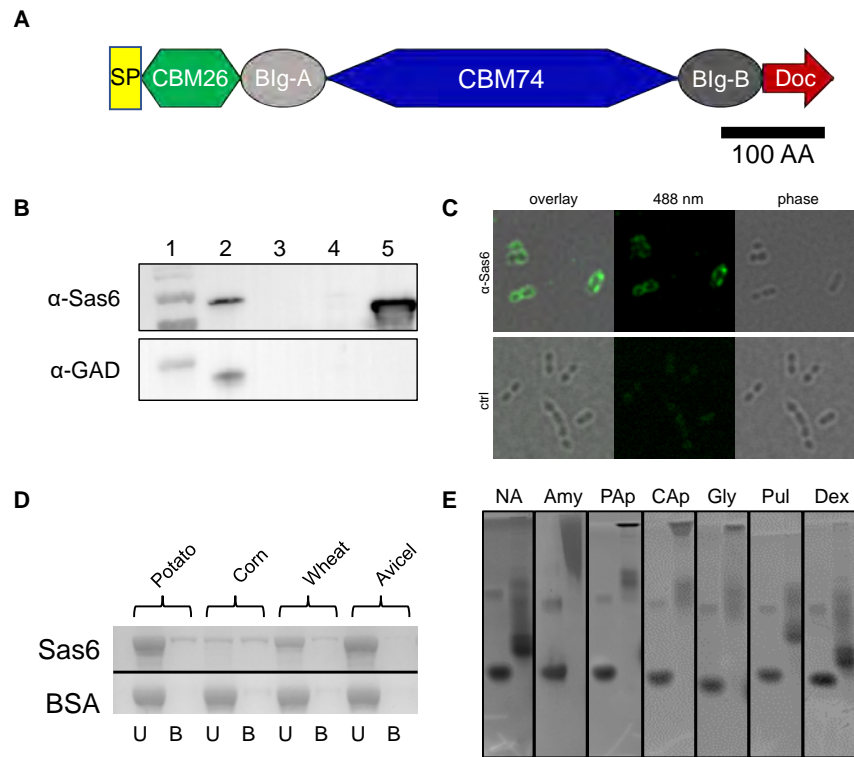 A
SP CBM26 BIg-A CBM74 BIg-B Doc
100 AA
B
1 2 3 4 5
α-Sas6
α-GAD
C
overlay 488 nm phase
α-Sas6
ctrl
D
Potato Corn Wheat Avicel
Sas6
BSA
U B U B U B U B
E
NA Amy PAp CAp Gly Pul Dex